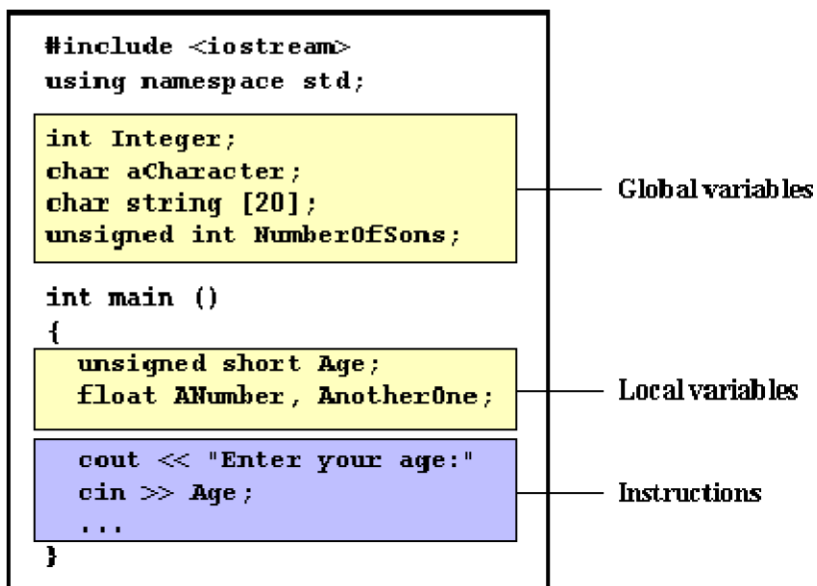 #include <iostream>
using namespace std;
int Integer;
char aCharacter;
char string [20];
unsigned int NumberOfSons;
Global variables
int main ()
{
unsigned short Age;
float ANumber, AnotherOne;
Local variables
cout << "Enter your age:"
cin >> Age;
...
Instructions
}